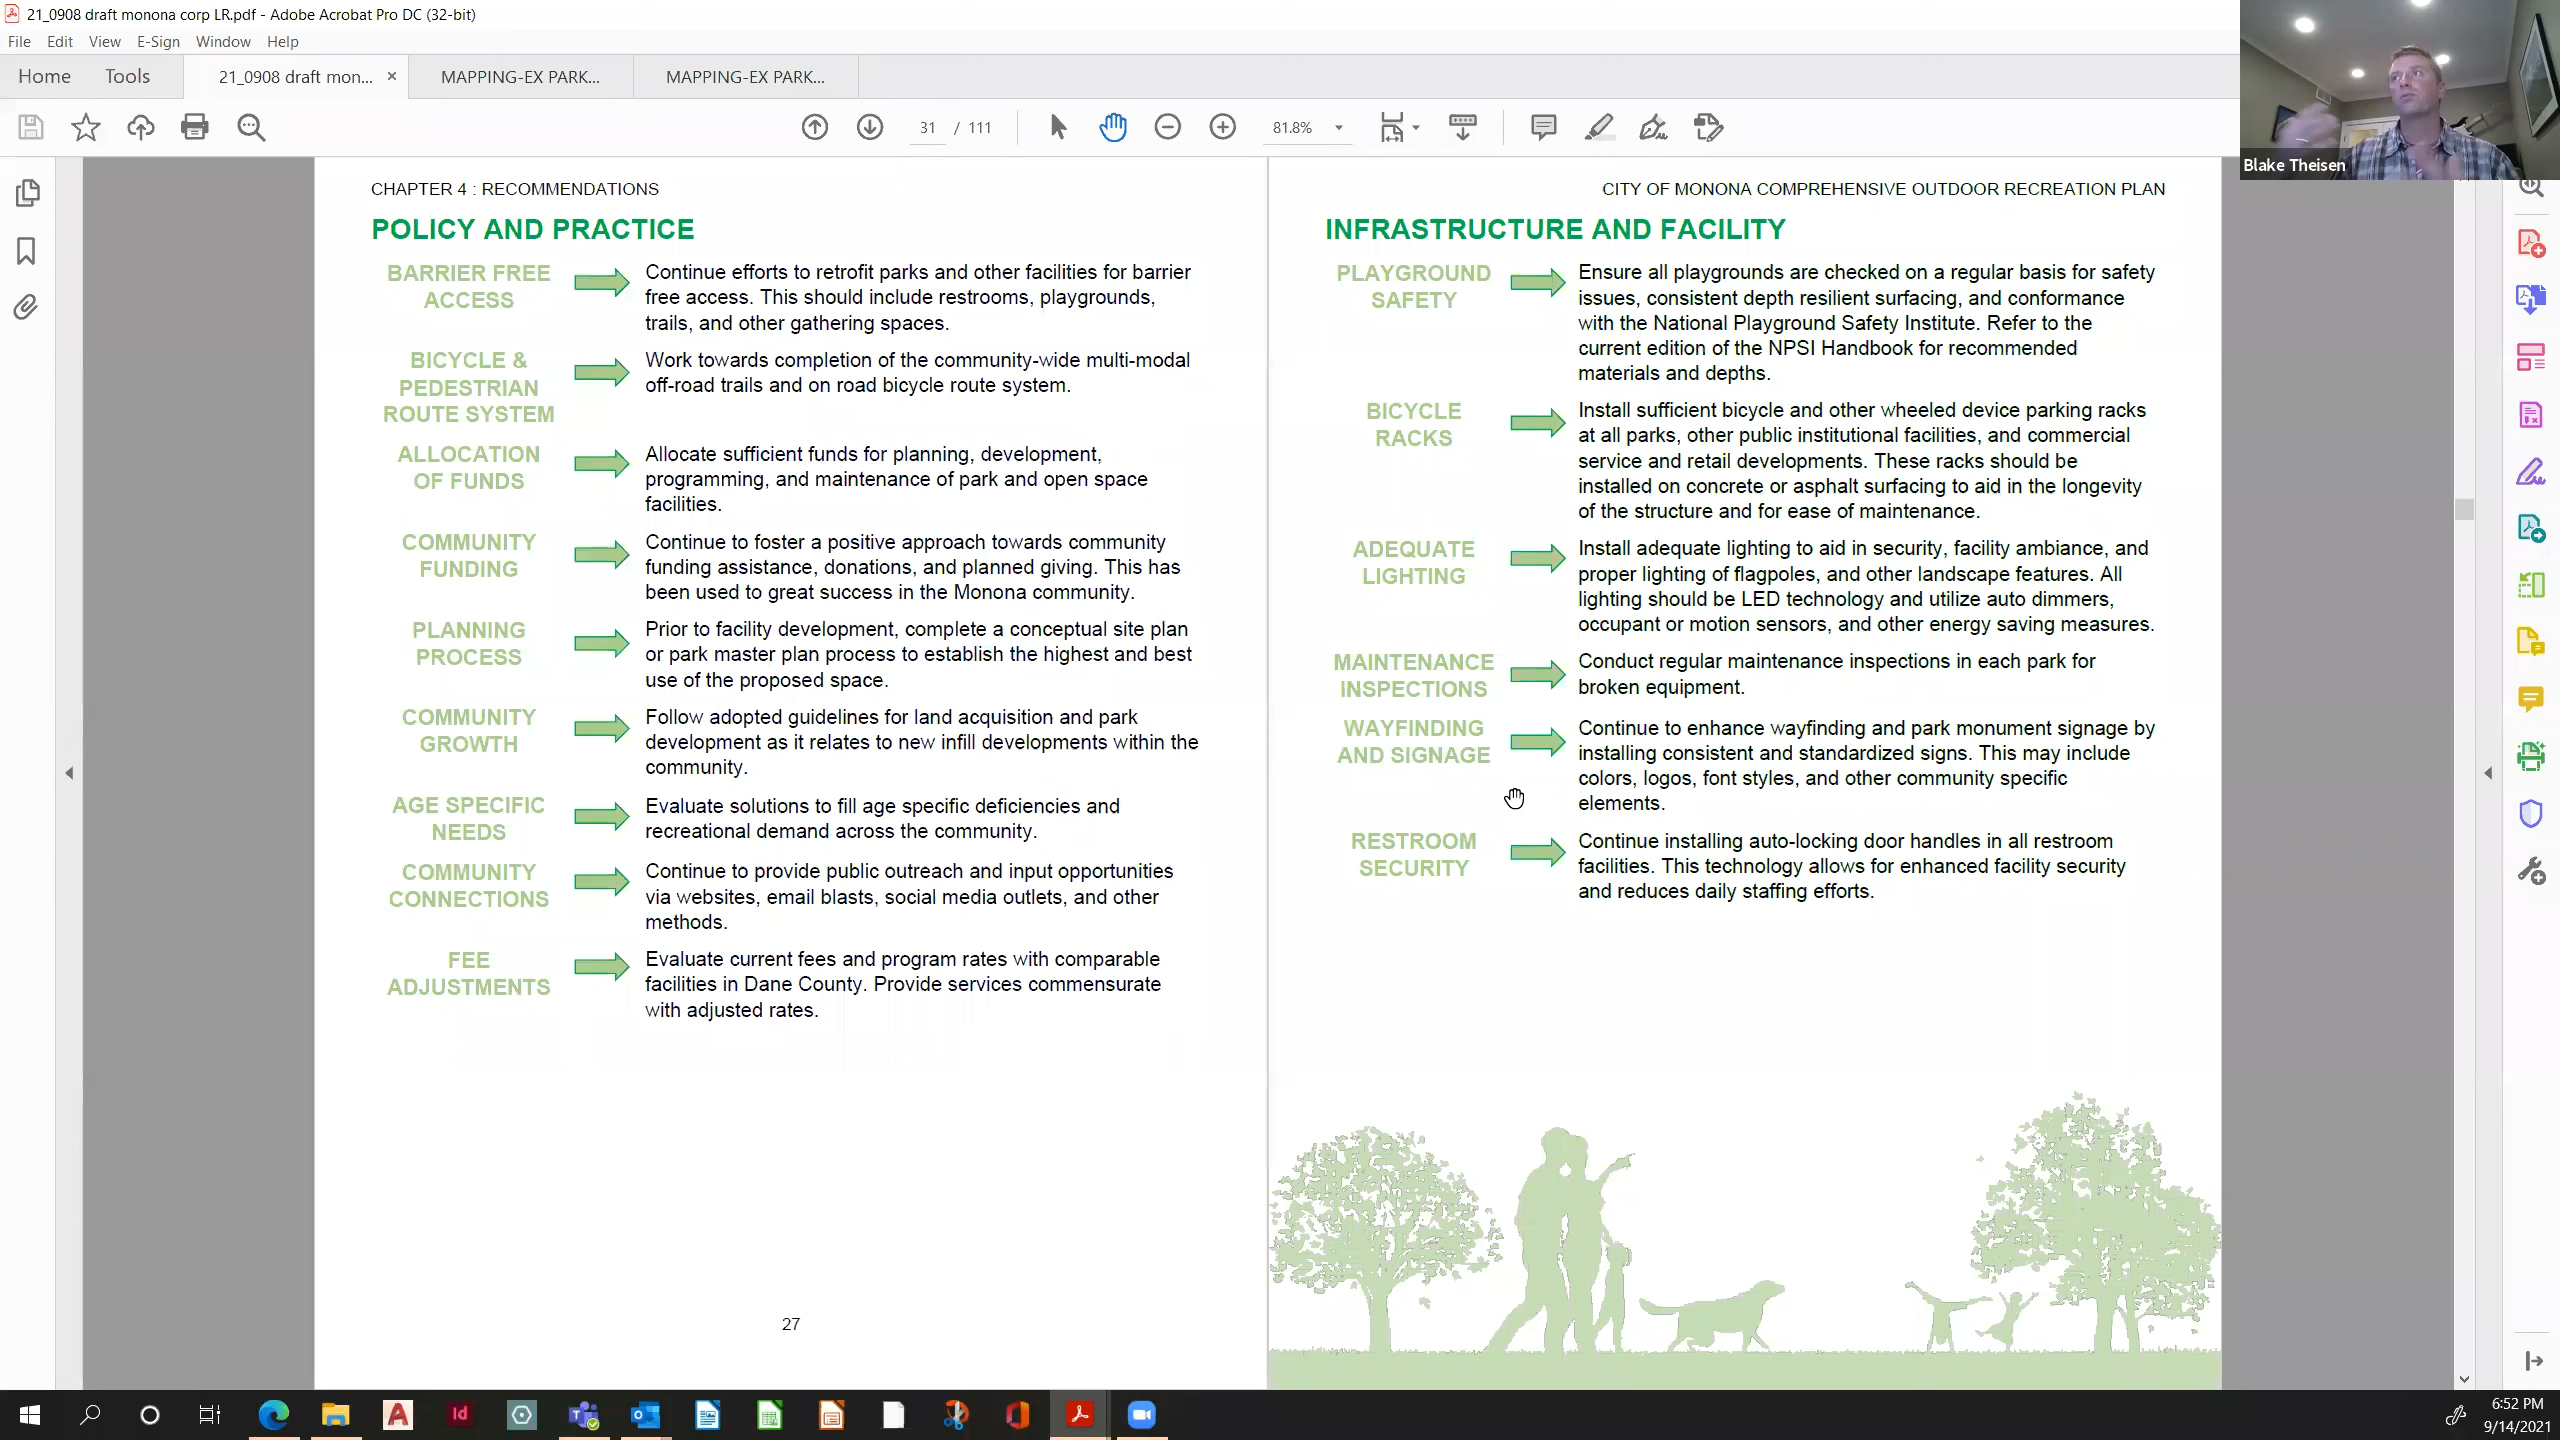 21_0908 draft monona corp LR.pdf - Adobe Acrobat Pro DC (32-bit)
File Edit View E-Sign Window Help
Home Tools 21_0908 draft mon... × MAPPING-EX PARK... MAPPING-EX PARK...
31 / 111 81.8%
Blake Theisen
CHAPTER 4 : RECOMMENDATIONS
POLICY AND PRACTICE
BARRIER FREE
ACCESS
Continue efforts to retrofit parks and other facilities for barrier
free access. This should include restrooms, playgrounds,
trails, and other gathering spaces.
BICYCLE &
PEDESTRIAN
ROUTE SYSTEM
Work towards completion of the community-wide multi-modal
off-road trails and on road bicycle route system.
ALLOCATION
OF FUNDS
Allocate sufficient funds for planning, development,
programming, and maintenance of park and open space
facilities.
COMMUNITY
FUNDING
Continue to foster a positive approach towards community
funding assistance, donations, and planned giving. This has
been used to great success in the Monona community.
PLANNING
PROCESS
Prior to facility development, complete a conceptual site plan
or park master plan process to establish the highest and best
use of the proposed space.
COMMUNITY
GROWTH
Follow adopted guidelines for land acquisition and park
development as it relates to new infill developments within the
community.
AGE SPECIFIC
NEEDS
Evaluate solutions to fill age specific deficiencies and
recreational demand across the community.
COMMUNITY
CONNECTIONS
Continue to provide public outreach and input opportunities
via websites, email blasts, social media outlets, and other
methods.
FEE
ADJUSTMENTS
Evaluate current fees and program rates with comparable
facilities in Dane County. Provide services commensurate
with adjusted rates.
27
CITY OF MONONA COMPREHENSIVE OUTDOOR RECREATION PLAN
INFRASTRUCTURE AND FACILITY
PLAYGROUND
SAFETY
Ensure all playgrounds are checked on a regular basis for safety
issues, consistent depth resilient surfacing, and conformance
with the National Playground Safety Institute. Refer to the
current edition of the NPSI Handbook for recommended
materials and depths.
BICYCLE
RACKS
Install sufficient bicycle and other wheeled device parking racks
at all parks, other public institutional facilities, and commercial
service and retail developments. These racks should be
installed on concrete or asphalt surfacing to aid in the longevity
of the structure and for ease of maintenance.
ADEQUATE
LIGHTING
Install adequate lighting to aid in security, facility ambiance, and
proper lighting of flagpoles, and other landscape features. All
lighting should be LED technology and utilize auto dimmers,
occupant or motion sensors, and other energy saving measures.
MAINTENANCE
INSPECTIONS
Conduct regular maintenance inspections in each park for
broken equipment.
WAYFINDING
AND SIGNAGE
Continue to enhance wayfinding and park monument signage by
installing consistent and standardized signs. This may include
colors, logos, font styles, and other community specific
elements.
RESTROOM
SECURITY
Continue installing auto-locking door handles in all restroom
facilities. This technology allows for enhanced facility security
and reduces daily staffing efforts.
6:52 PM
9/14/2021